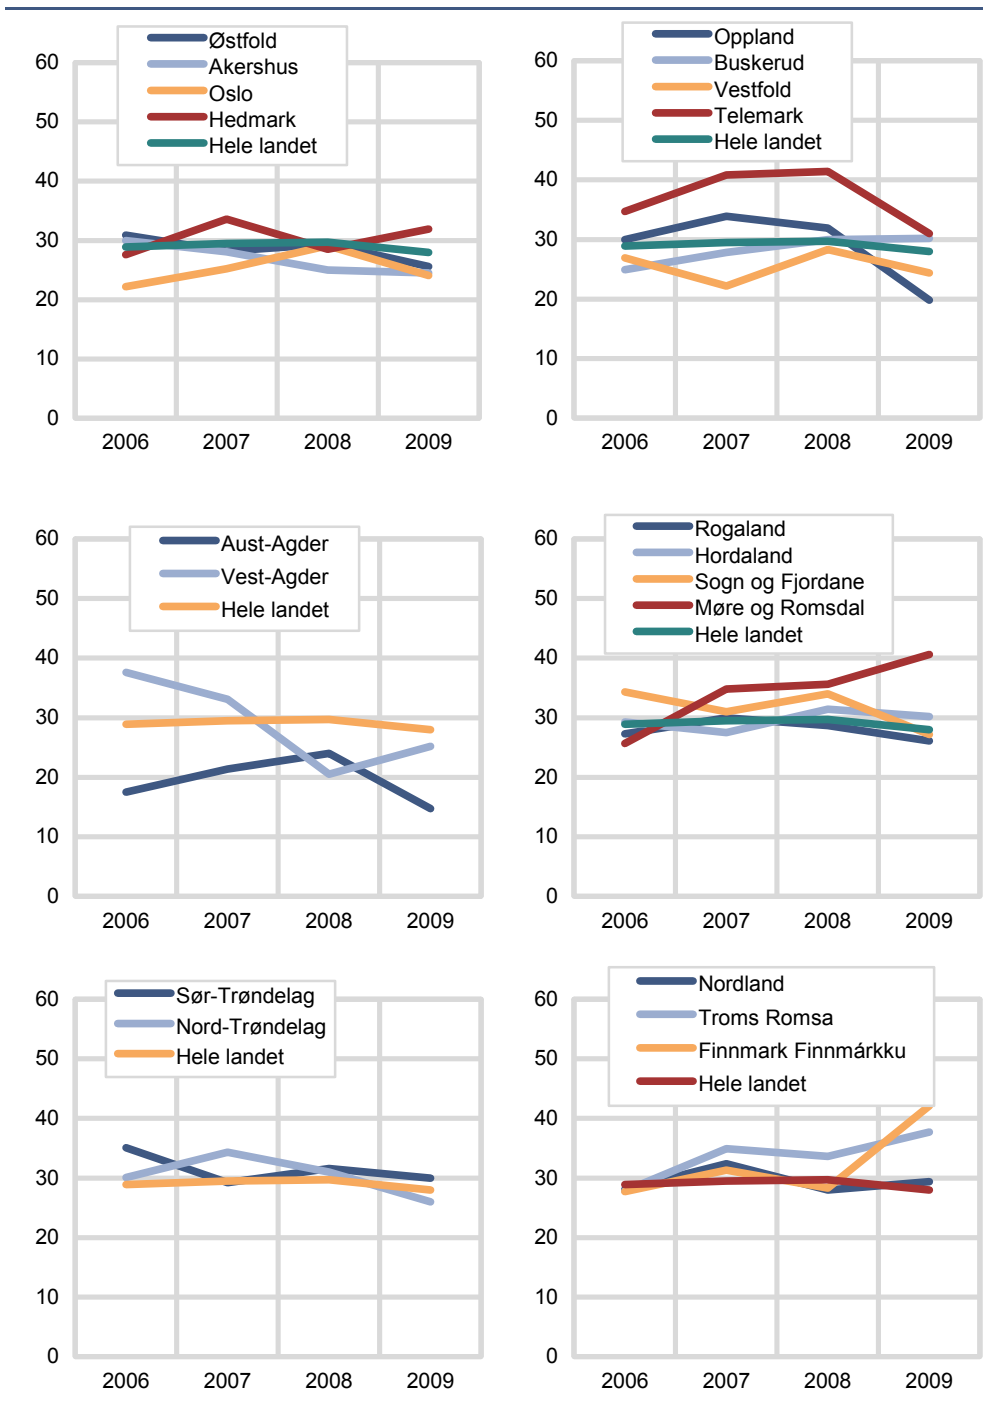 Østfold
Akershus
Oslo
Hedmark
Hele landet
60
50
40
30
20
10
0
2006 2007 2008 2009
Oppland
Buskerud
Vestfold
Telemark
Hele landet
60
50
40
30
20
10
0
2006 2007 2008 2009
Aust-Agder
Vest-Agder
Hele landet
60
50
40
30
20
10
0
2006 2007 2008 2009
Rogaland
Hordaland
Sogn og Fjordane
Møre og Romsdal
Hele landet
60
50
40
30
20
10
0
2006 2007 2008 2009
Sør-Trøndelag
Nord-Trøndelag
Hele landet
60
50
40
30
20
10
0
2006 2007 2008 2009
Nordland
Troms Romsa
Finnmark Finnmárkku
Hele landet
60
50
40
30
20
10
0
2006 2007 2008 2009